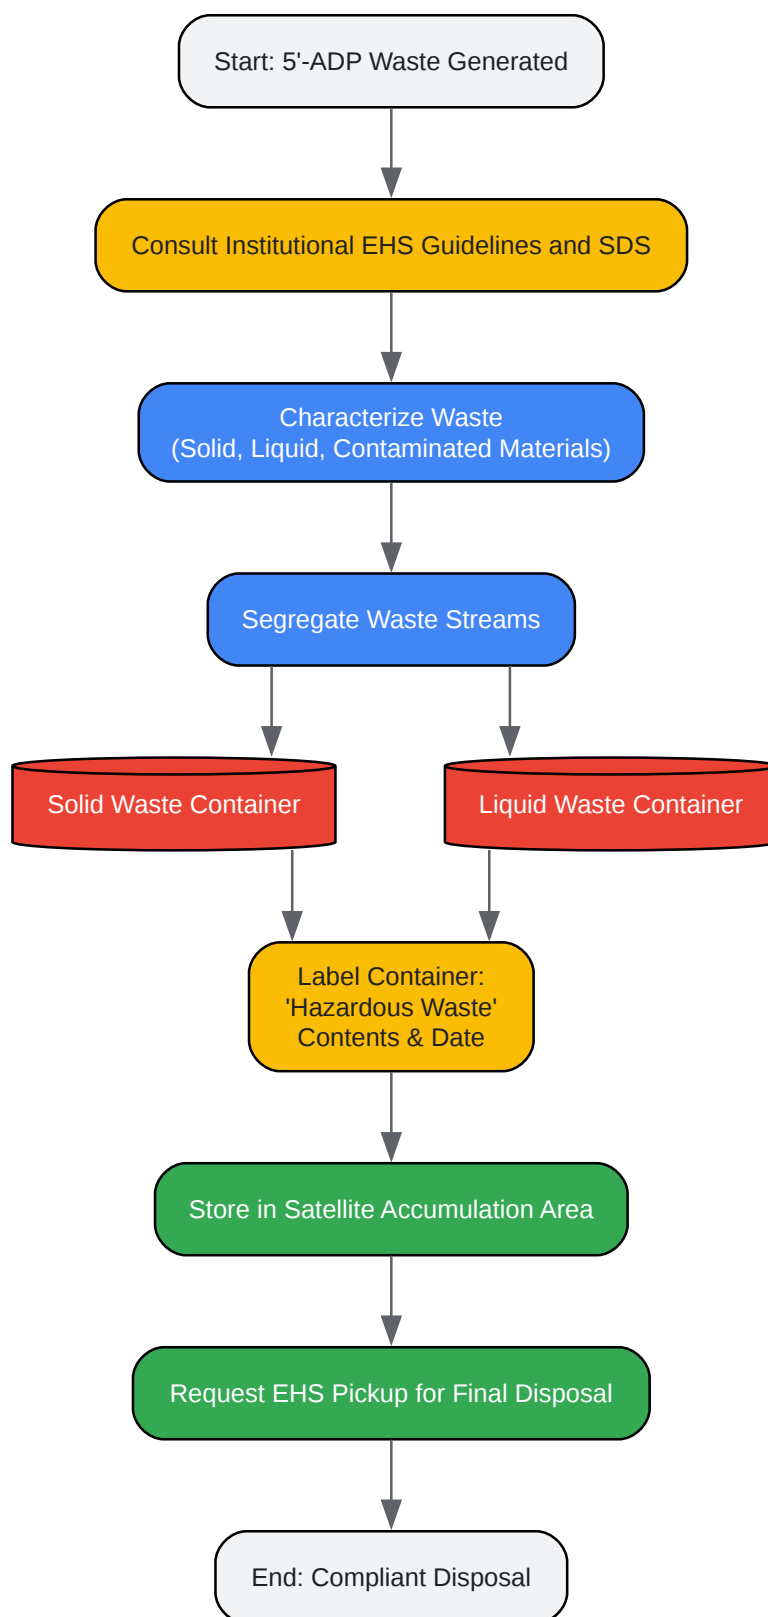 Start: 5'-ADP Waste Generated
Consult Institutional EHS Guidelines and SDS
Characterize Waste
(Solid, Liquid, Contaminated Materials)
Segregate Waste Streams
Solid Waste Container
Liquid Waste Container
Label Container:
'Hazardous Waste'
Contents & Date
Store in Satellite Accumulation Area
Request EHS Pickup for Final Disposal
End: Compliant Disposal